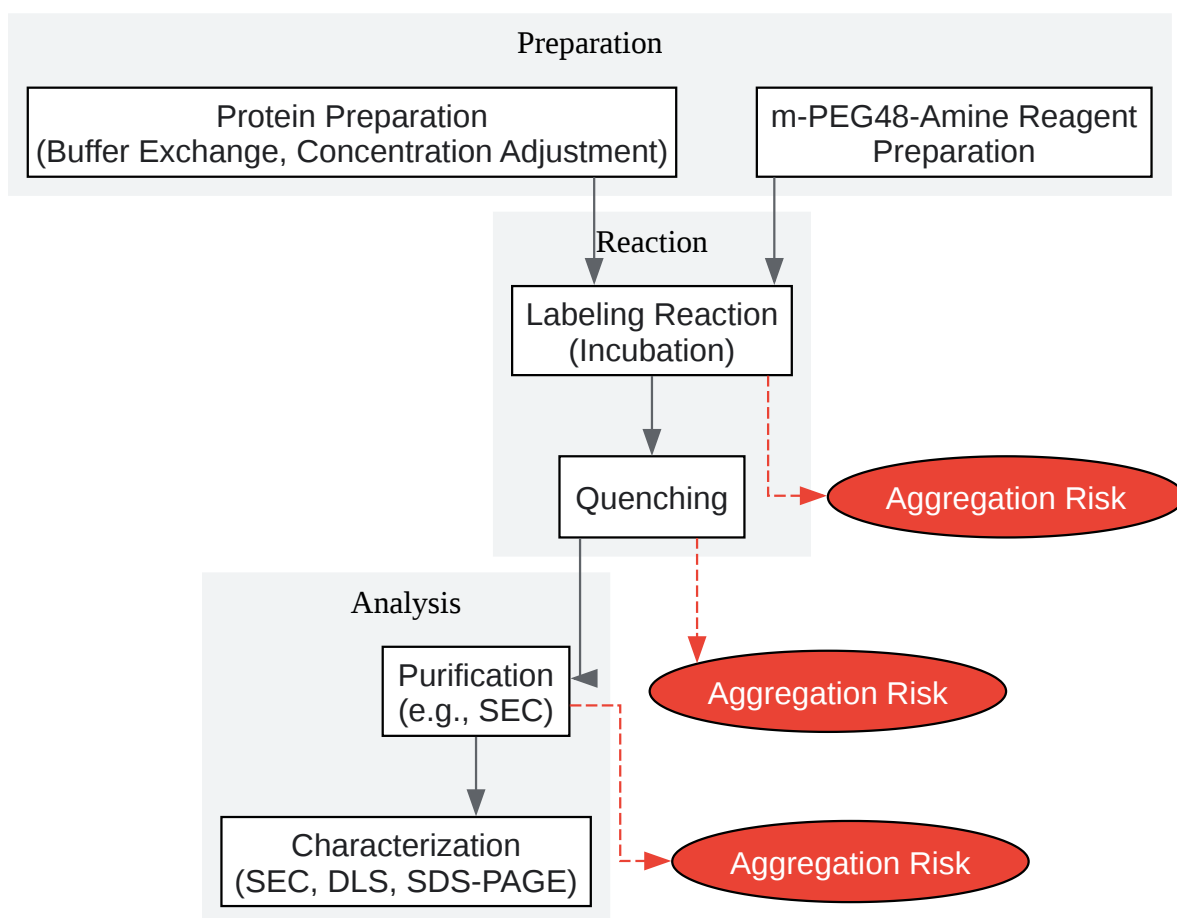 Preparation
Protein Preparation
(Buffer Exchange, Concentration Adjustment)
m-PEG48-Amine Reagent
Preparation
Reaction
Labeling Reaction
(Incubation)
Quenching
Aggregation Risk
Analysis
Purification
(e.g., SEC)
Aggregation Risk
Characterization
(SEC, DLS, SDS-PAGE)
Aggregation Risk